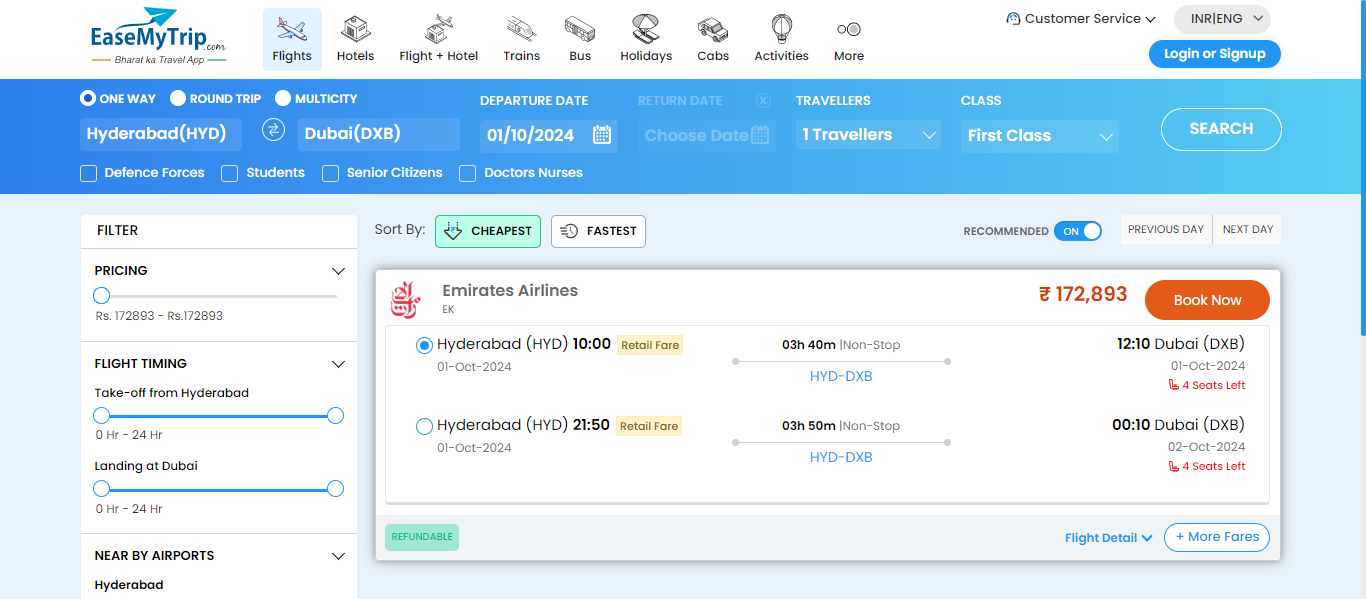 EaseMyTrip.com
Bharat ka Travel App
Flights
Hotels
Flight + Hotel
Trains
Bus
Holidays
Cabs
Activities
More
Customer Service
INR|ENG
Login or Signup
ONE WAY
ROUND TRIP
MULTICITY
DEPARTURE DATE
RETURN DATE
TRAVELLERS
CLASS
Hyderabad(HYD)
Dubai(DXB)
01/10/2024
Choose Date
1 Travellers
First Class
SEARCH
Defence Forces
Students
Senior Citizens
Doctors Nurses
FILTER
PRICING
Rs. 172893 - Rs.172893
FLIGHT TIMING
Take-off from Hyderabad
0 Hr - 24 Hr
Landing at Dubai
0 Hr - 24 Hr
NEAR BY AIRPORTS
Hyderabad
Sort By:
CHEAPEST
FASTEST
RECOMMENDED
ON
PREVIOUS DAY
NEXT DAY
Emirates Airlines
EK
₹ 172,893
Book Now
Hyderabad (HYD) 10:00 Retail Fare
01-Oct-2024
03h 40m |Non-Stop
HYD-DXB
12:10 Dubai (DXB)
01-Oct-2024
4 Seats Left
Hyderabad (HYD) 21:50 Retail Fare
01-Oct-2024
03h 50m |Non-Stop
HYD-DXB
00:10 Dubai (DXB)
02-Oct-2024
4 Seats Left
REFUNDABLE
Flight Detail
+ More Fares